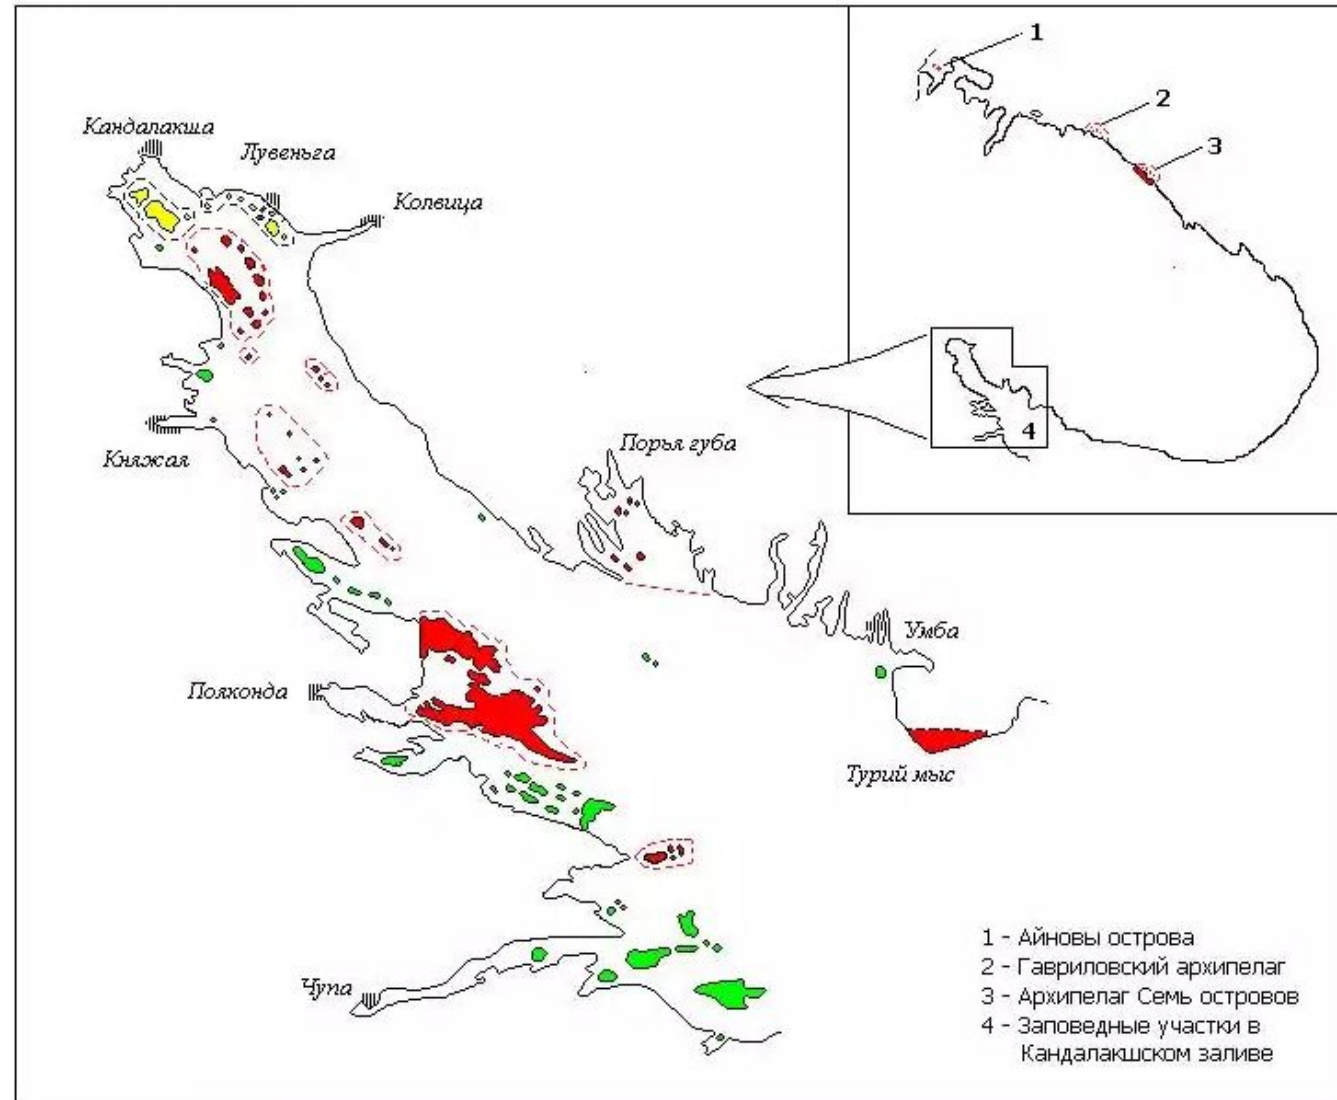 1
2
3
4
Кандалакша
Лувеньга
Колвица
Княжая
Порья губа
Умба
Пояконда
Турий мыс
Чупа
1 - Айновы острова
2 - Гавриловский архипелаг
3 - Архипелаг Семь островов
4 - Заповедные участки в
Кандалакшском заливе